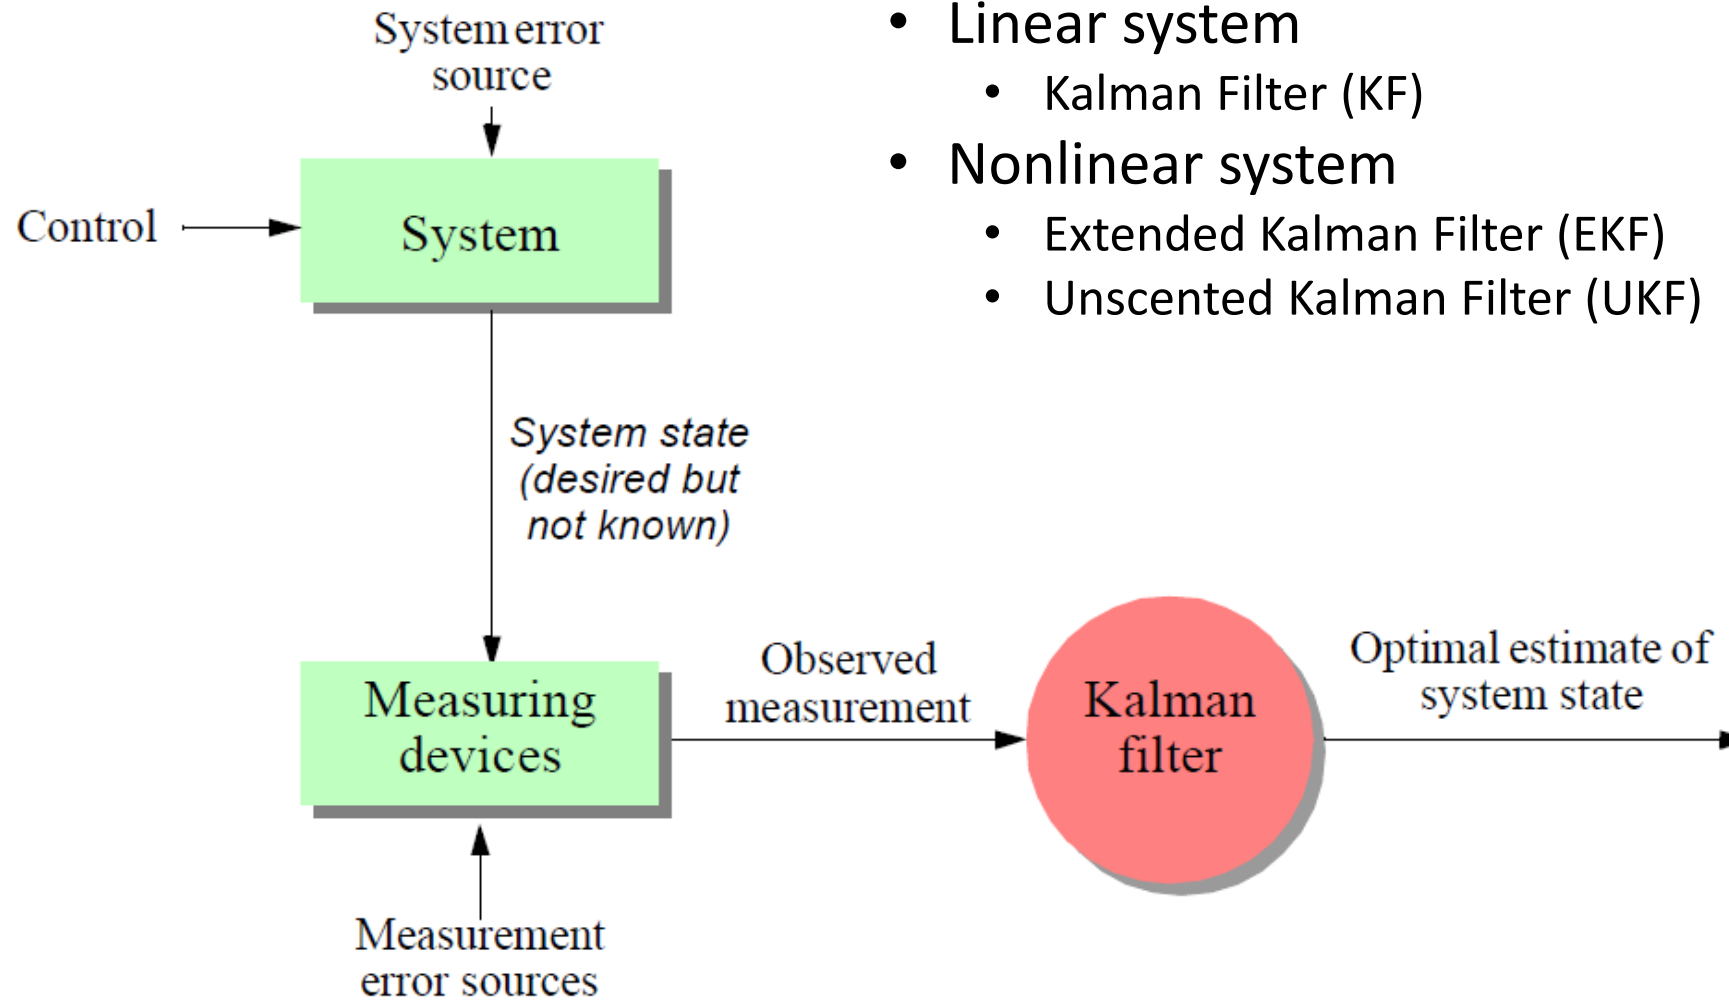 System error
source
Control
System
System state
(desired but
not known)
Measuring
devices
Measurement
error sources
Observed
measurement
Kalman
filter
Optimal estimate of
system state
• Linear system
• Kalman Filter (KF)
• Nonlinear system
• Extended Kalman Filter (EKF)
• Unscented Kalman Filter (UKF)